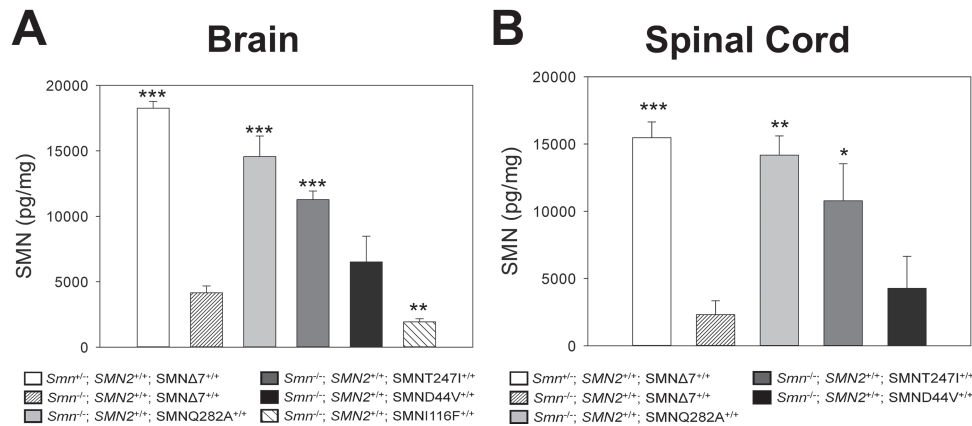 A
Brain
SMN (pg/mg)
20000
15000
10000
5000
0
***
***
***
**
Smn+/-; SMN2+/+; SMNΔ7+/+
Smn-/-; SMN2+/+; SMNΔ7+/+
Smn-/-; SMN2+/+; SMNQ282A+/+
Smn-/-; SMN2+/+; SMNT247I+/+
Smn-/-; SMN2+/+; SMND44V+/+
Smn-/-; SMN2+/+; SMNI116F+/+
B
Spinal Cord
SMN (pg/mg)
20000
15000
10000
5000
0
***
**
*
Smn+/-; SMN2+/+; SMNΔ7+/+
Smn-/-; SMN2+/+; SMNΔ7+/+
Smn-/-; SMN2+/+; SMNQ282A+/+
Smn-/-; SMN2+/+; SMNT247I+/+
Smn-/-; SMN2+/+; SMND44V+/+